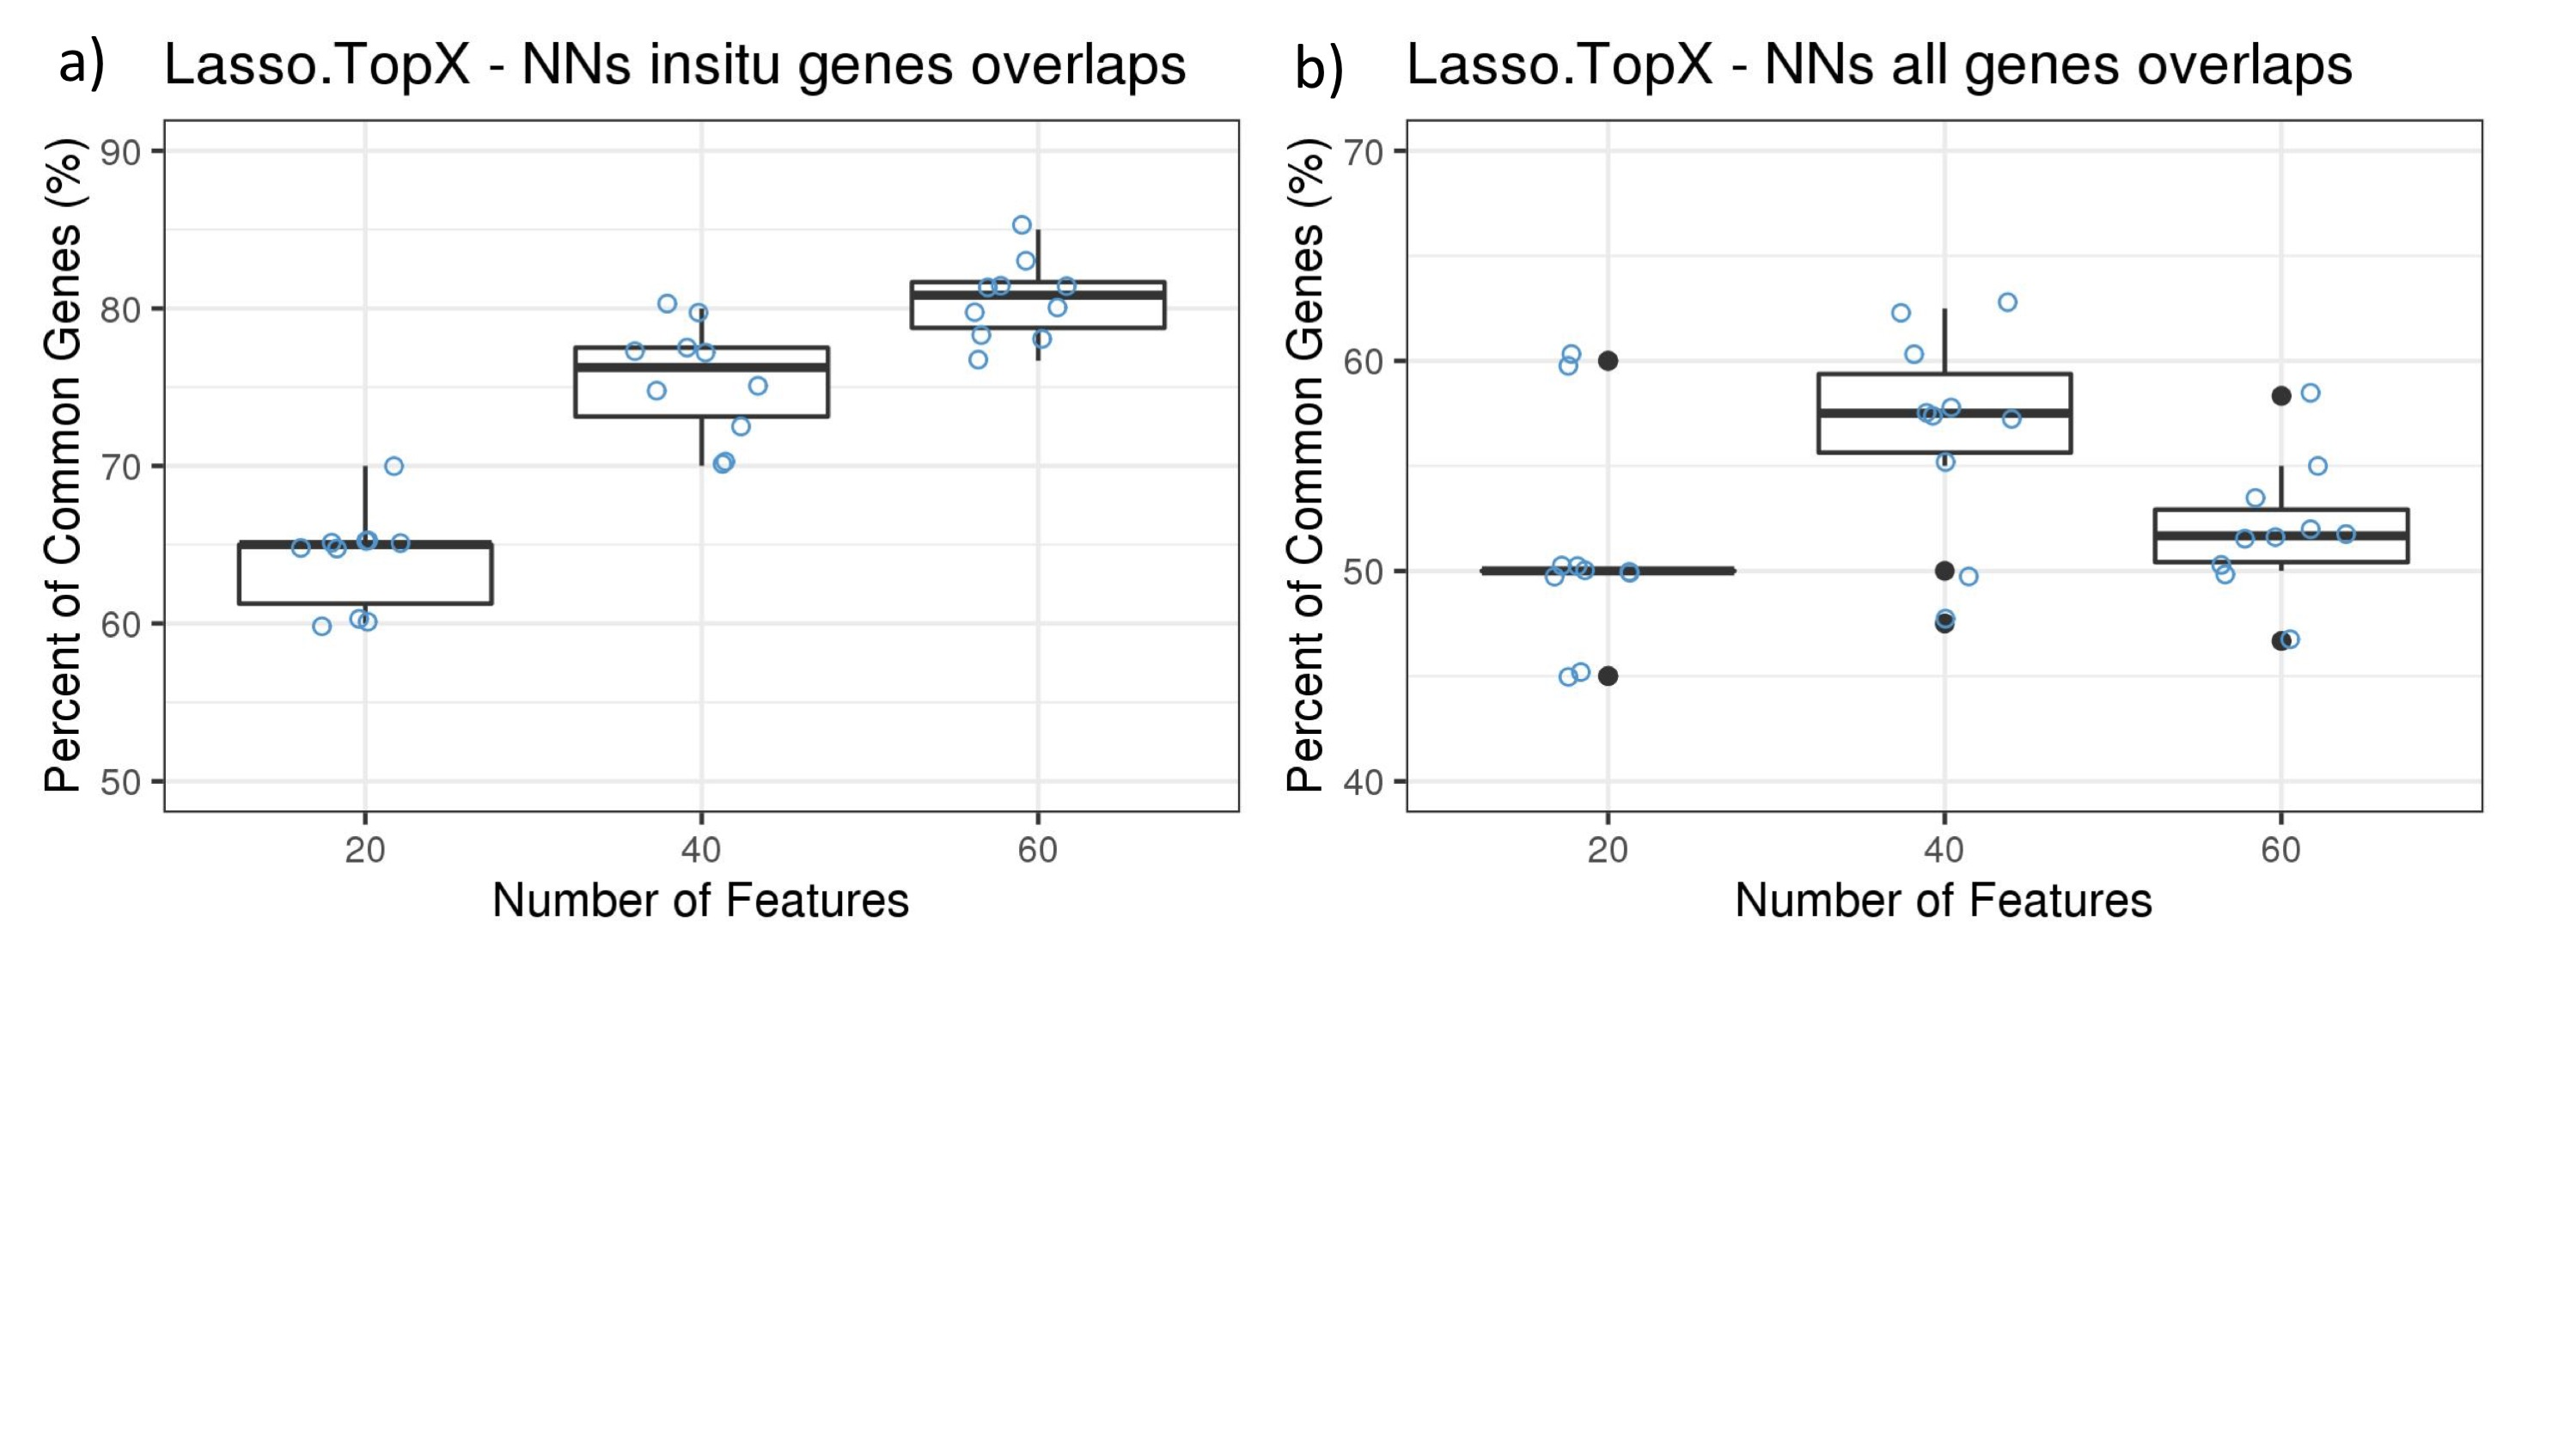 a) Lasso.TopX - NNs insitu genes overlaps
Percent of Common Genes (%)
90
80
70
60
50
20 40 60
Number of Features
b) Lasso.TopX - NNs all genes overlaps
Percent of Common Genes (%)
70
60
50
40
20 40 60
Number of Features